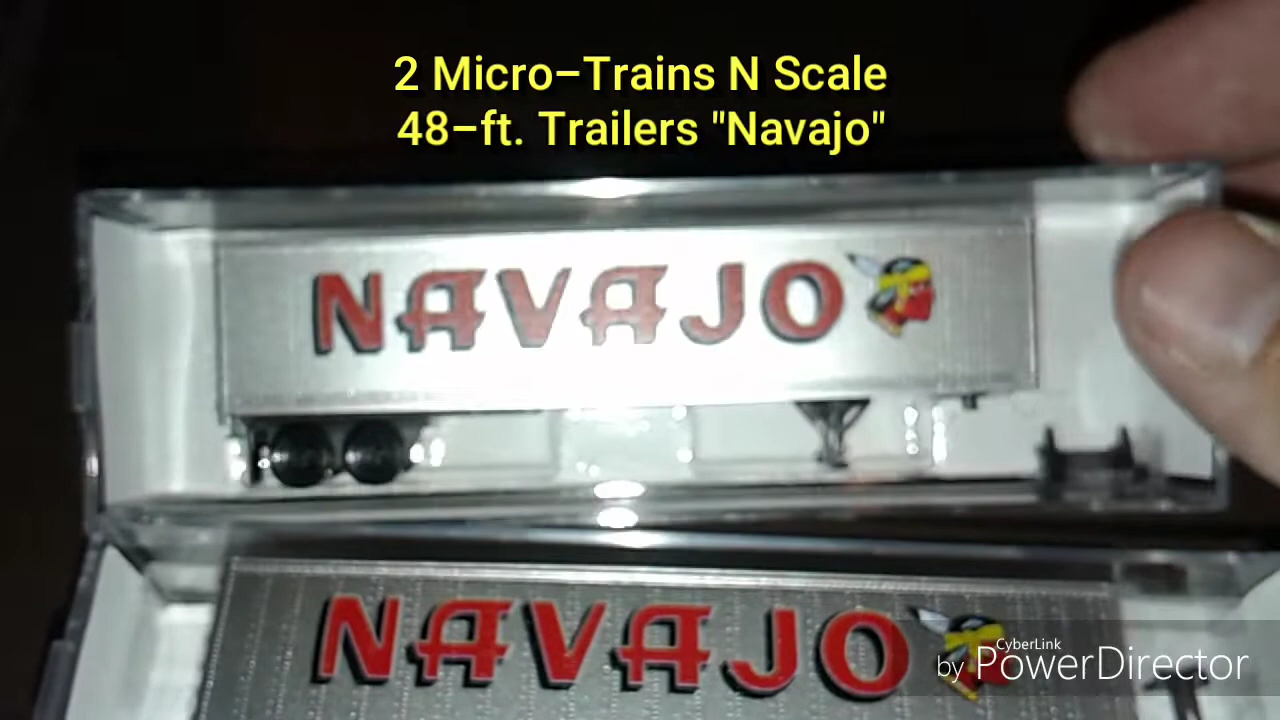 2 Micro–Trains N Scale
48–ft. Trailers "Navajo"
NAVAJO
NAVAJO
CyberLink
by PowerDirector